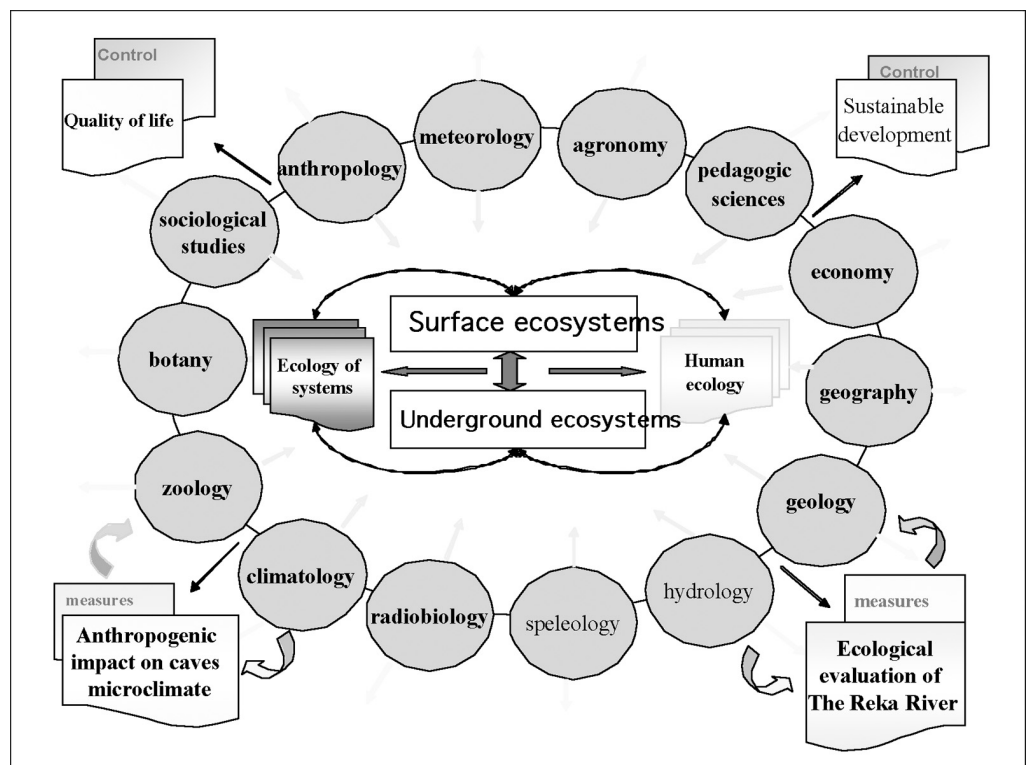 Control
Quality of life
Control
Sustainable
development
meteorology
agronomy
anthropology
pedagogic
sciences
sociological
studies
economy
Surface ecosystems
botany
Ecology of
systems
Human
ecology
geography
Underground ecosystems
zoology
geology
climatology
radiobiology
speleology
hydrology
measures
Anthropogenic
impact on caves
microclimate
measures
Ecological
evaluation of
The Reka River